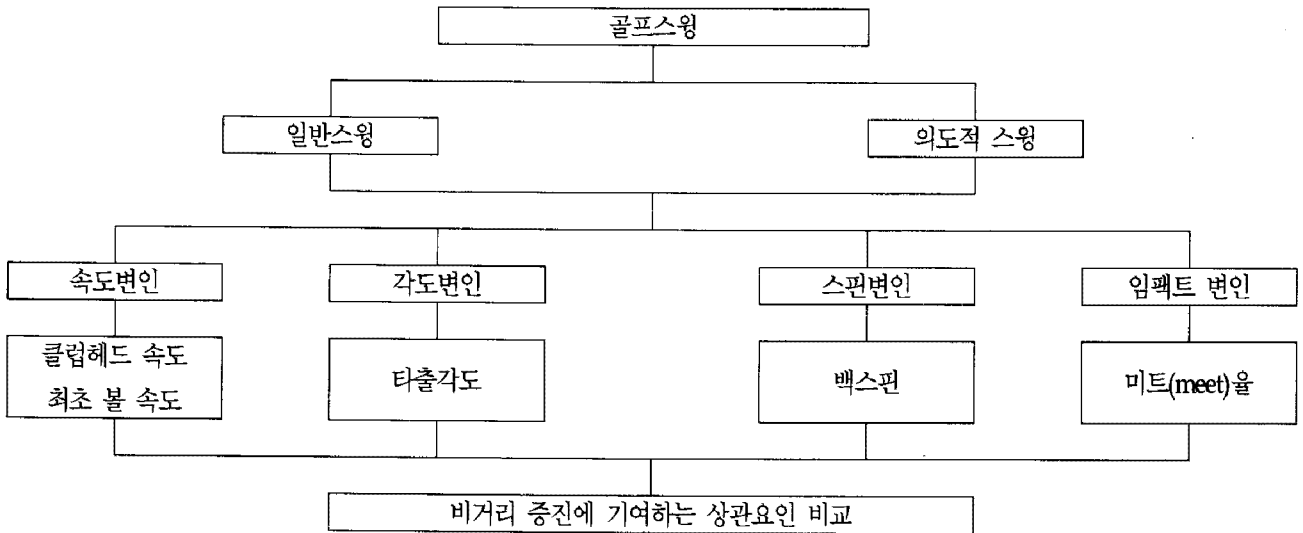 골프스윙
일반스윙
의도적 스윙
속도변인
각도변인
스핀변인
임팩트 변인
클럽헤드 속도
최초 볼 속도
타출각도
백스핀
미트(meet)율
비거리 증진에 기여하는 상관요인 비교